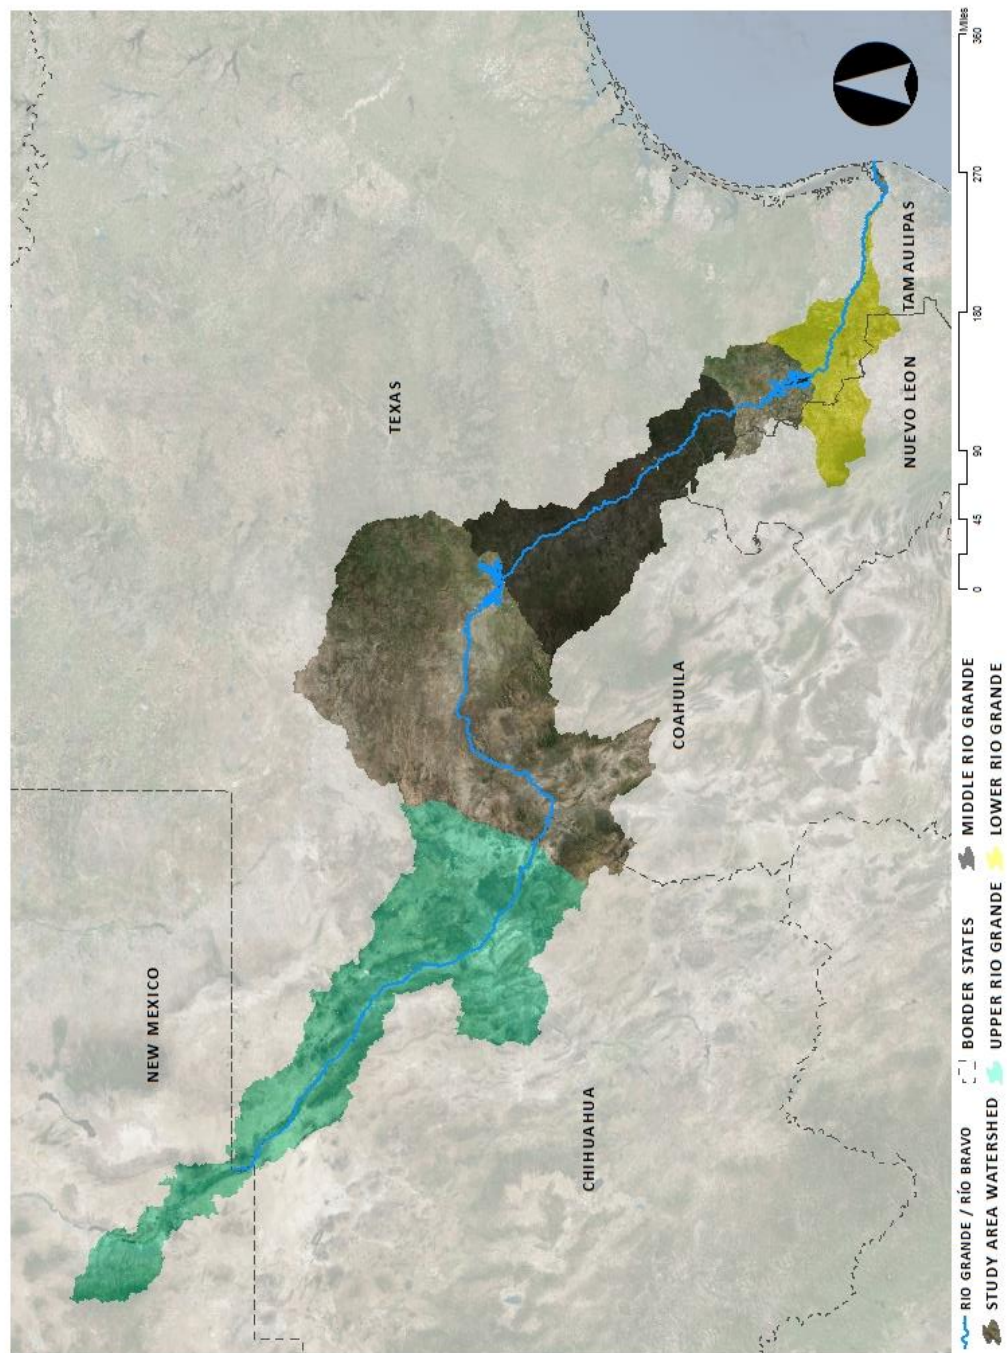 NEW MEXICO
TEXAS
CHIHUAHUA
COAHUILA
NUEVO LEON
TAMAULIPAS
RIO GRANDE / RÍO BRAVO
BORDER STATES
MIDDLE RIO GRANDE
STUDY AREA WATERSHED
UPPER RIO GRANDE
LOWER RIO GRANDE
0 45 90 180 270 360
Miles